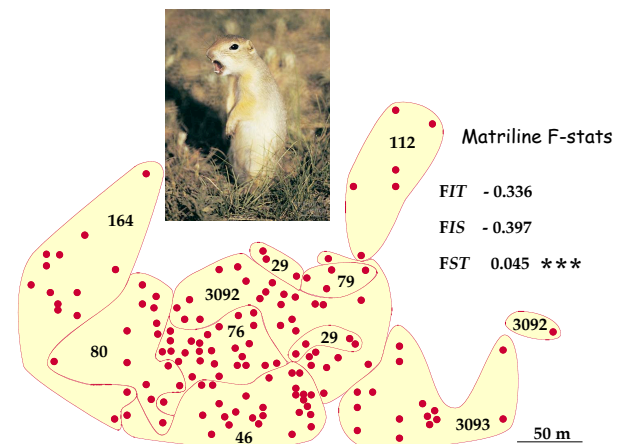 112
Matriline F-stats
FIT - 0.336
FIS - 0.397
FST 0.045 ***
164
29
79
3092
76
29
3092
80
46
3093
50 m